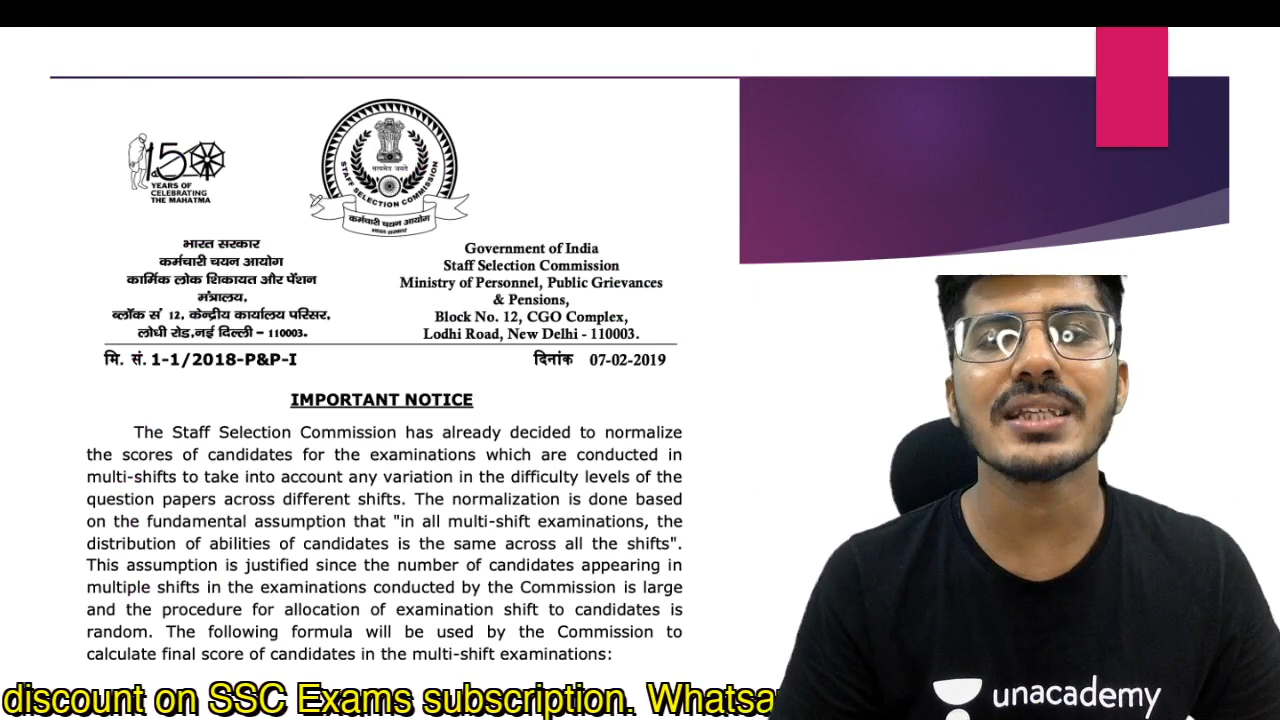 150
YEARS OF
CELEBRATING
THE MAHATMA
सत्यमेव जयते
STAFF SELECTION COMMISSION
कर्मचारी चयन आयोग
भारत सरकार
भारत सरकार
कर्मचारी चयन आयोग
कार्मिक लोक शिकायत और पेंशन
मंत्रालय,
ब्लॉक सं 12, केन्द्रीय कार्यालय परिसर,
लोधी रोड,नई दिल्ली – 110003.
Government of India
Staff Selection Commission
Ministry of Personnel, Public Grievances
& Pensions,
Block No. 12, CGO Complex,
Lodhi Road, New Delhi - 110003.
मि. सं. 1-1/2018-P&P-I
दिनांक 07-02-2019
IMPORTANT NOTICE
The Staff Selection Commission has already decided to normalize
the scores of candidates for the examinations which are conducted in
multi-shifts to take into account any variation in the difficulty levels of the
question papers across different shifts. The normalization is done based
on the fundamental assumption that "in all multi-shift examinations, the
distribution of abilities of candidates is the same across all the shifts".
This assumption is justified since the number of candidates appearing in
multiple shifts in the examinations conducted by the Commission is large
and the procedure for allocation of examination shift to candidates is
random. The following formula will be used by the Commission to
calculate final score of candidates in the multi-shift examinations:
discount on SSC Exams subscription. Whatsa
unacademy